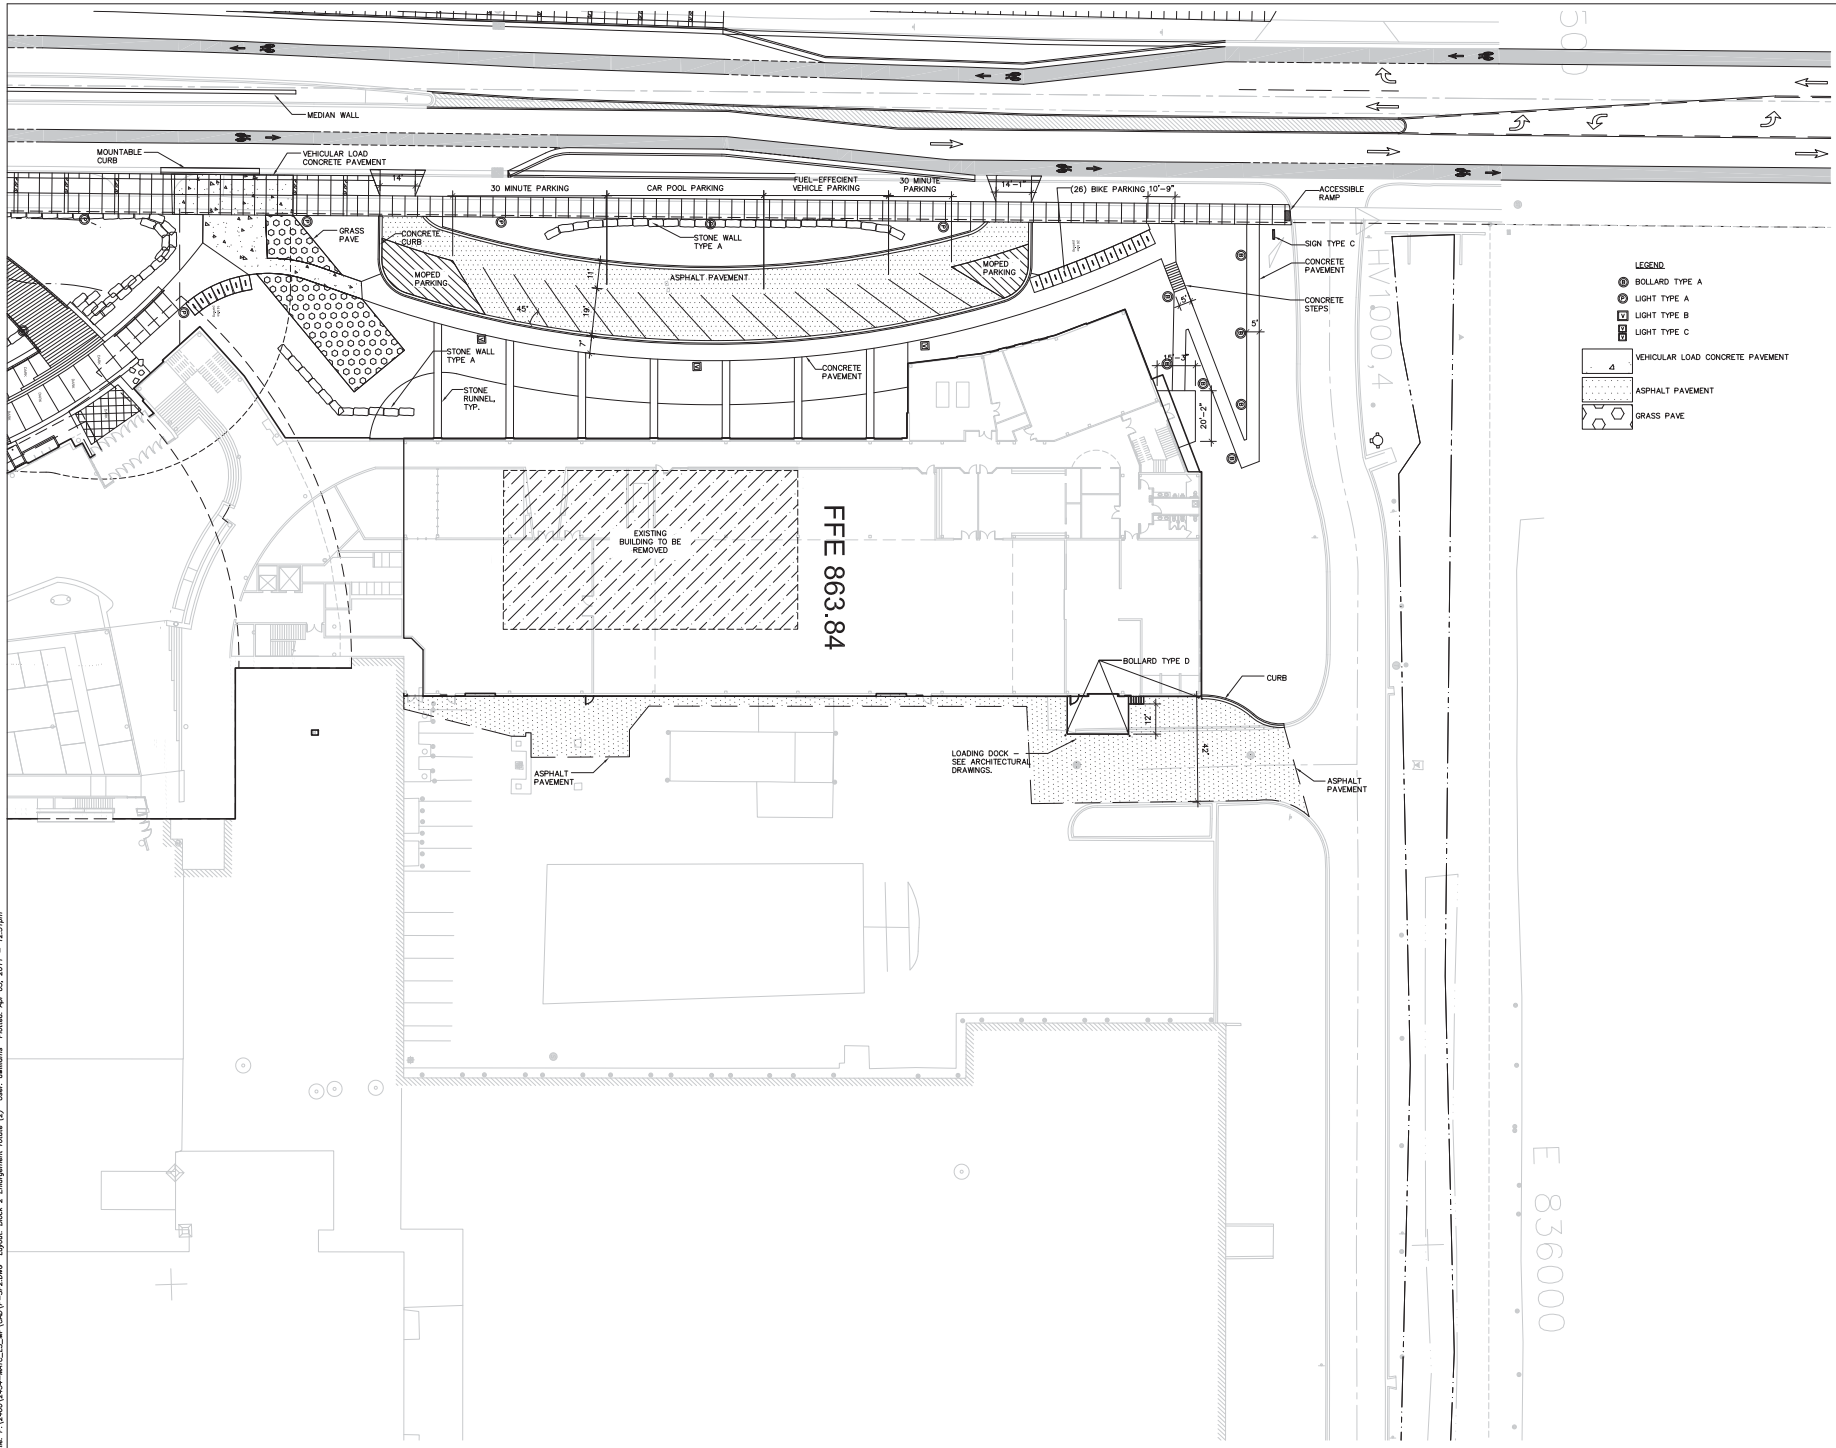 MEDIAN WALL
MOUNTABLE
CURB
VEHICULAR LOAD
CONCRETE PAVEMENT
14'
30 MINUTE PARKING
CAR POOL PARKING
FUEL-EFFECIENT
VEHICLE PARKING
30 MINUTE
PARKING
14'-1"
(26) BIKE PARKING
10'-9"
ACCESSIBLE
RAMP
GRASS
PAVE
CONCRETE
CURB
STONE WALL
TYPE A
SIGN TYPE C
CONCRETE
PAVEMENT
MOPED
PARKING
11'
ASPHALT PAVEMENT
MOPED
PARKING
45°
19'
7'
5'
CONCRETE
STEPS
5'
STONE WALL
TYPE A
15'-3"
CONCRETE
PAVEMENT
STONE
RUNNEL,
TYP.
20'-2"
HV1.00,4
LEGEND
BOLLARD TYPE A
LIGHT TYPE A
LIGHT TYPE B
LIGHT TYPE C
VEHICULAR LOAD CONCRETE PAVEMENT
ASPHALT PAVEMENT
GRASS PAVE
EXISTING
BUILDING TO BE
REMOVED
FFE 863.84
BOLLARD TYPE D
CURB
12'
42'
LOADING DOCK –
SEE ARCHITECTURAL
DRAWINGS.
ASPHALT
PAVEMENT
ASPHALT
PAVEMENT
E 836000